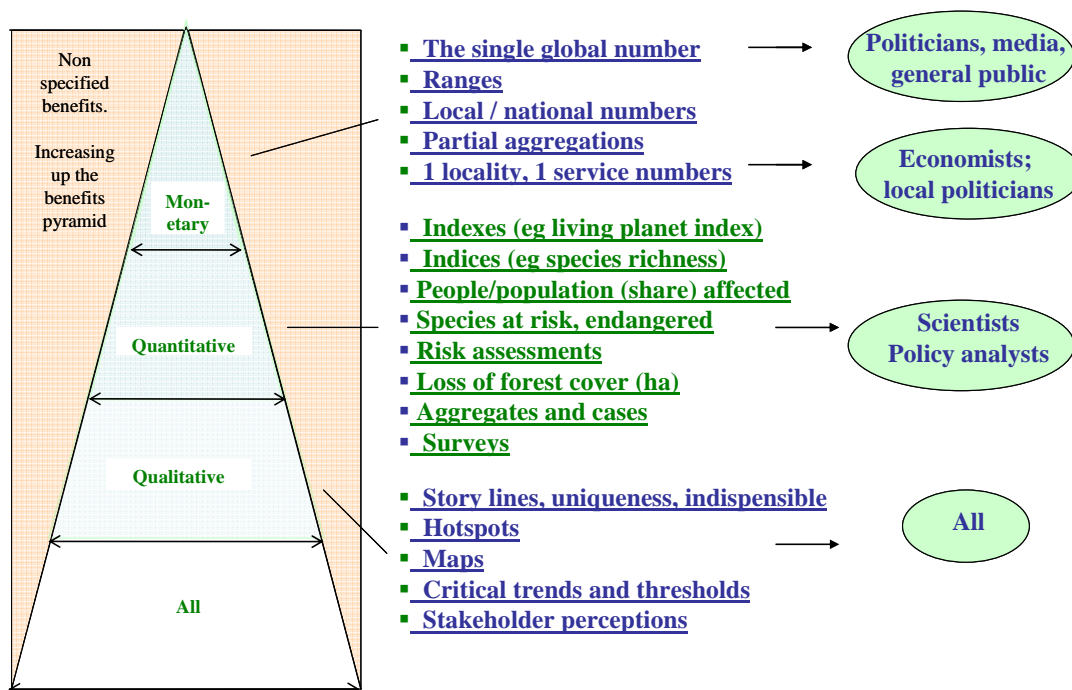 Non
specified
benefits.
Increasing
up the
benefits
pyramid
Mon-
etary
Quantitative
Qualitative
All
▪ The single global number
▪ Ranges
▪ Local / national numbers
▪ Partial aggregations
▪ 1 locality, 1 service numbers
▪ Indexes (eg living planet index)
▪ Indices (eg species richness)
▪ People/population (share) affected
▪ Species at risk, endangered
▪ Risk assessments
▪ Loss of forest cover (ha)
▪ Aggregates and cases
▪ Surveys
▪ Story lines, uniqueness, indispensible
▪ Hotspots
▪ Maps
▪ Critical trends and thresholds
▪ Stakeholder perceptions
Politicians, media,
general public
Economists;
local politicians
Scientists
Policy analysts
All